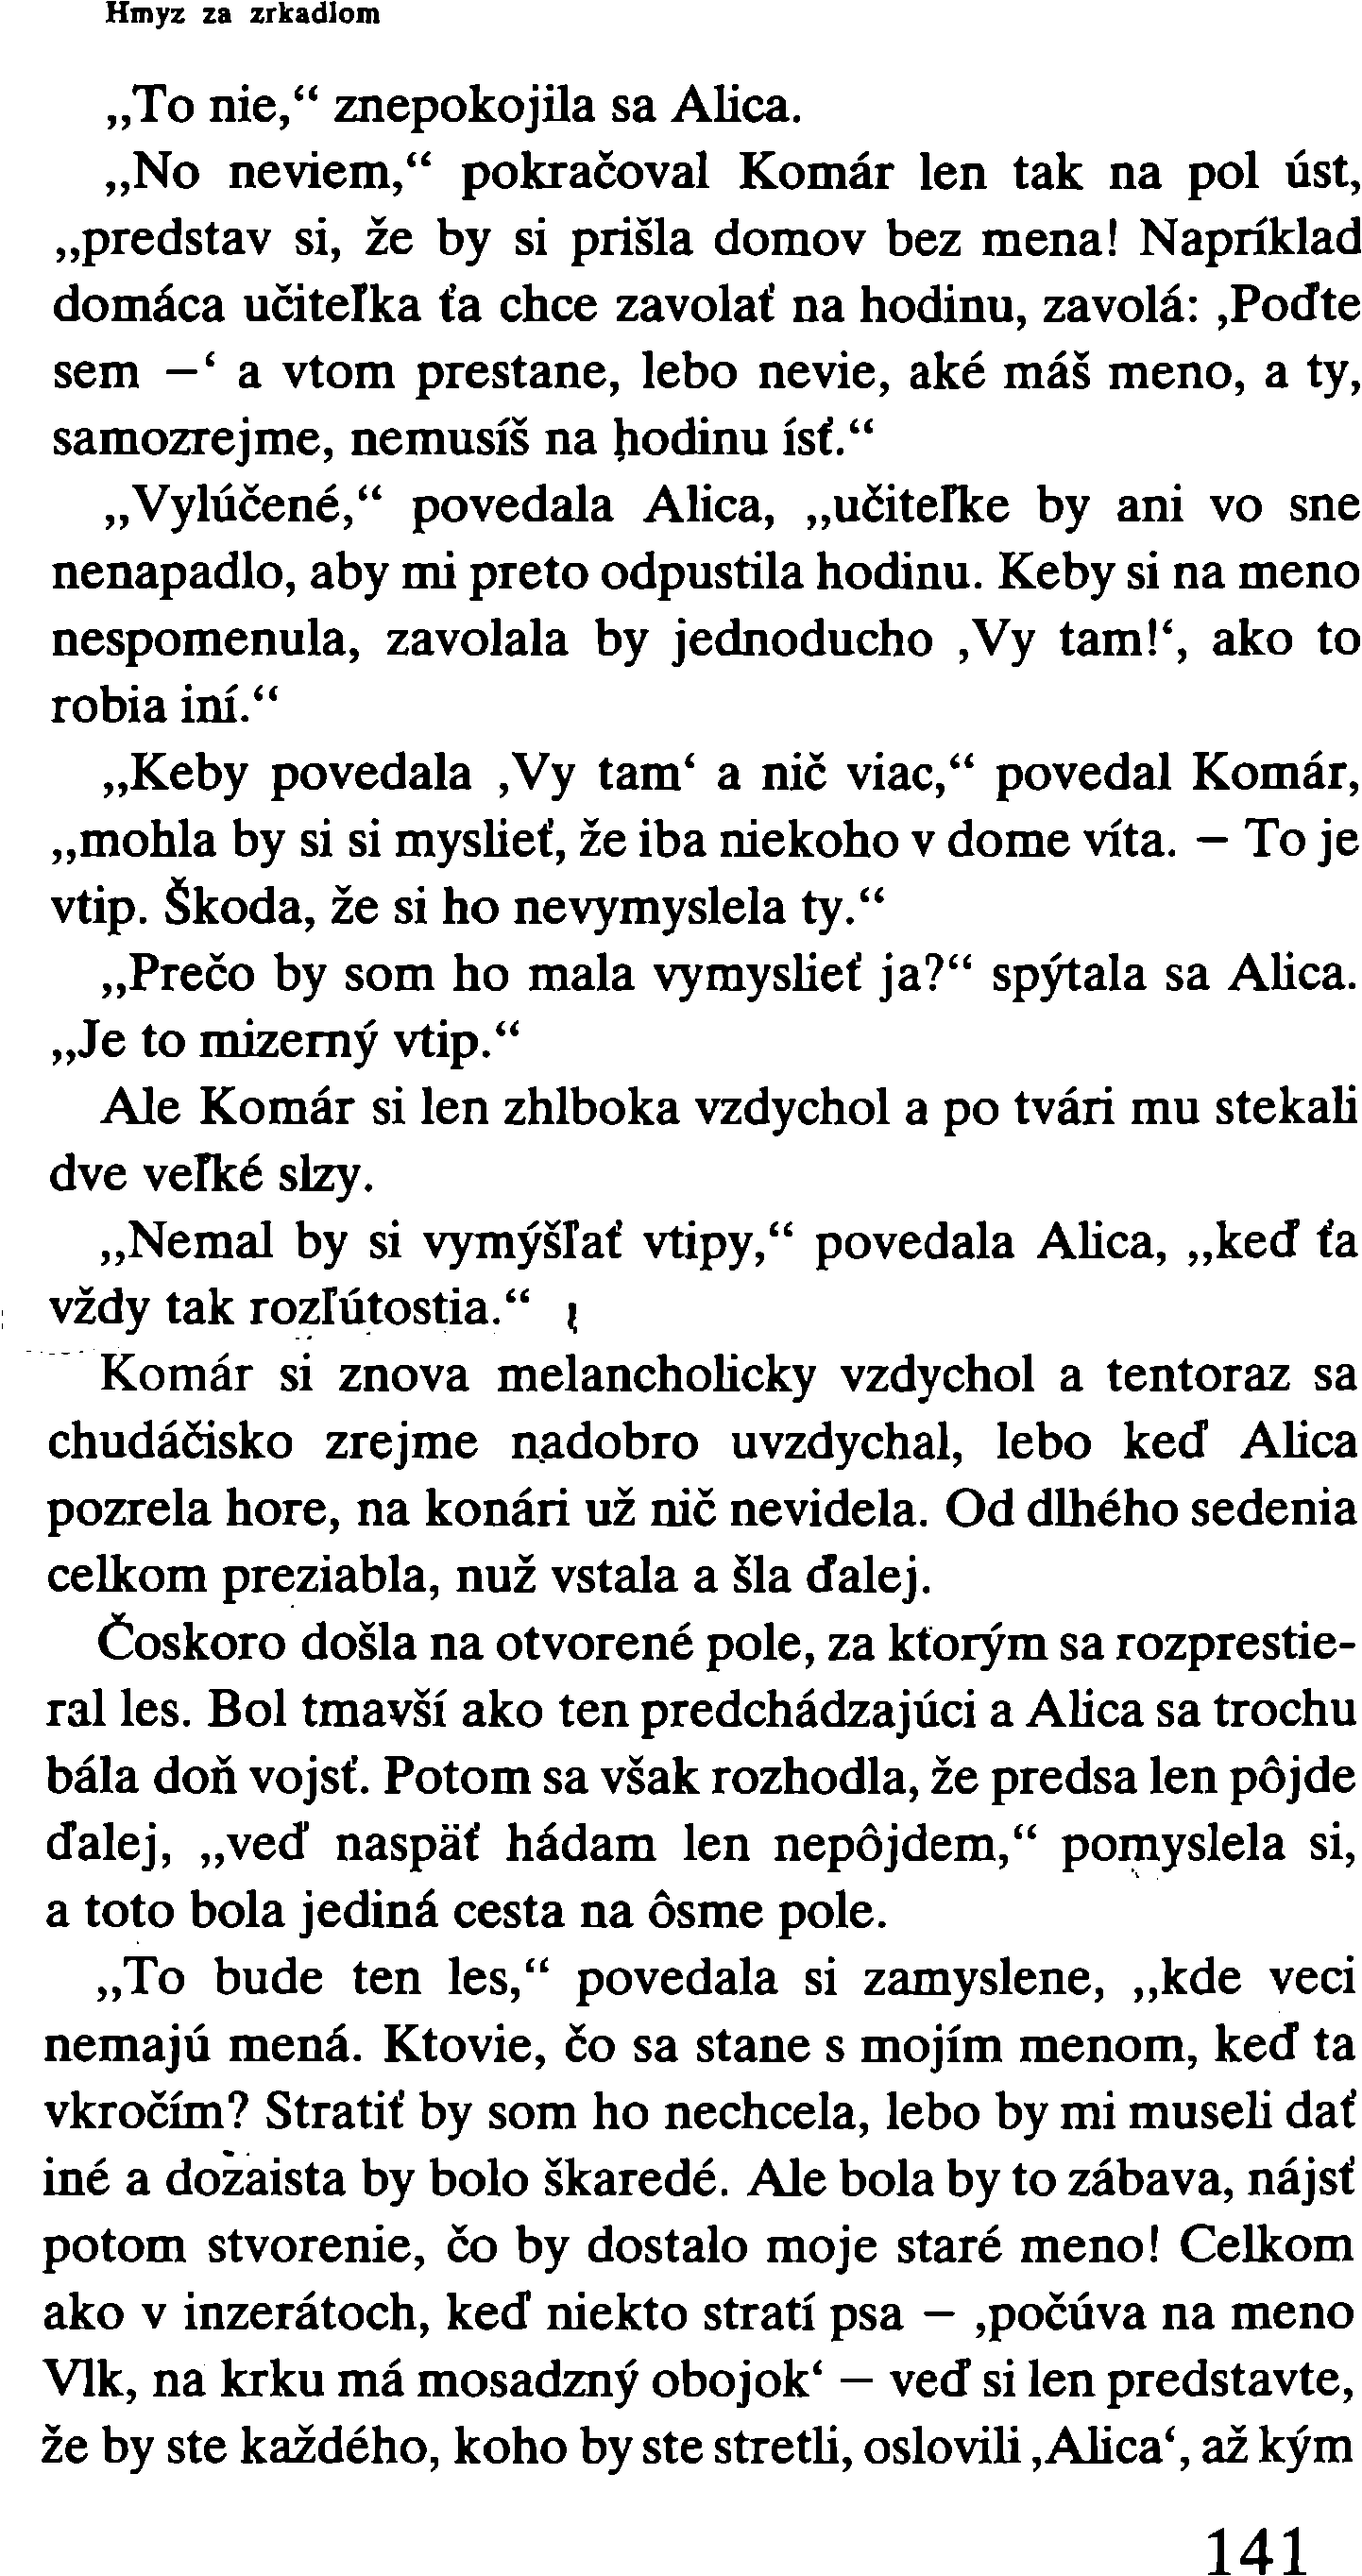 Hmyz za zrkadlom
„To nie,“ znepokojila sa Alica.
„No neviem,“ pokračoval Komár len tak na pol úst,
„predstav si, že by si prišla domov bez mena! Napríklad
domáca učiteľka ťa chce zavolať na hodinu, zavolá: ‚Poďte
sem —‘ a vtom prestane, lebo nevie, aké máš meno, a ty,
samozrejme, nemusíš na hodinu ísť.“
„Vylúčené,“ povedala Alica, „učiteľke by ani vo sne
nenapadlo, aby mi preto odpustila hodinu. Keby si na meno
nespomenula, zavolala by jednoducho ‚Vy tam!‘, ako to
robia iní.“
„Keby povedala ‚Vy tam‘ a nič viac,“ povedal Komár,
„mohla by si si myslieť, že iba niekoho v dome víta. — To je
vtip. Škoda, že si ho nevymyslela ty.“
„Prečo by som ho mala vymyslieť ja?“ spýtala sa Alica.
„Je to mizerný vtip.“
Ale Komár si len zhlboka vzdychol a po tvári mu stekali
dve veľké slzy.
„Nemal by si vymýšľať vtipy,“ povedala Alica, „keď ťa
vždy tak rozľútostia.“
Komár si znova melancholicky vzdychol a tentoraz sa
chudáčisko zrejme nadobro uvzdychal, lebo keď Alica
pozrela hore, na konári už nič nevidela. Od dlhého sedenia
celkom preziabla, nuž vstala a šla ďalej.
Čoskoro došla na otvorené pole, za ktorým sa rozprestie-
ral les. Bol tmavší ako ten predchádzajúci a Alica sa trochu
bála doň vojsť. Potom sa však rozhodla, že predsa len pôjde
ďalej, „veď naspäť hádam len nepôjdem,“ pomyslela si,
a toto bola jediná cesta na ôsme pole.
„To bude ten les,“ povedala si zamyslene, „kde veci
nemajú mená. Ktovie, čo sa stane s mojím menom, keď ta
vkročím? Stratiť by som ho nechcela, lebo by mi museli dať
iné a dozaista by bolo škaredé. Ale bola by to zábava, nájsť
potom stvorenie, čo by dostalo moje staré meno! Celkom
ako v inzerátoch, keď niekto stratí psa — ‚počúva na meno
Vlk, na krku má mosadzný obojok‘ — veď si len predstavte,
že by ste každého, koho by ste stretli, oslovili ‚Alica‘, až kým
141